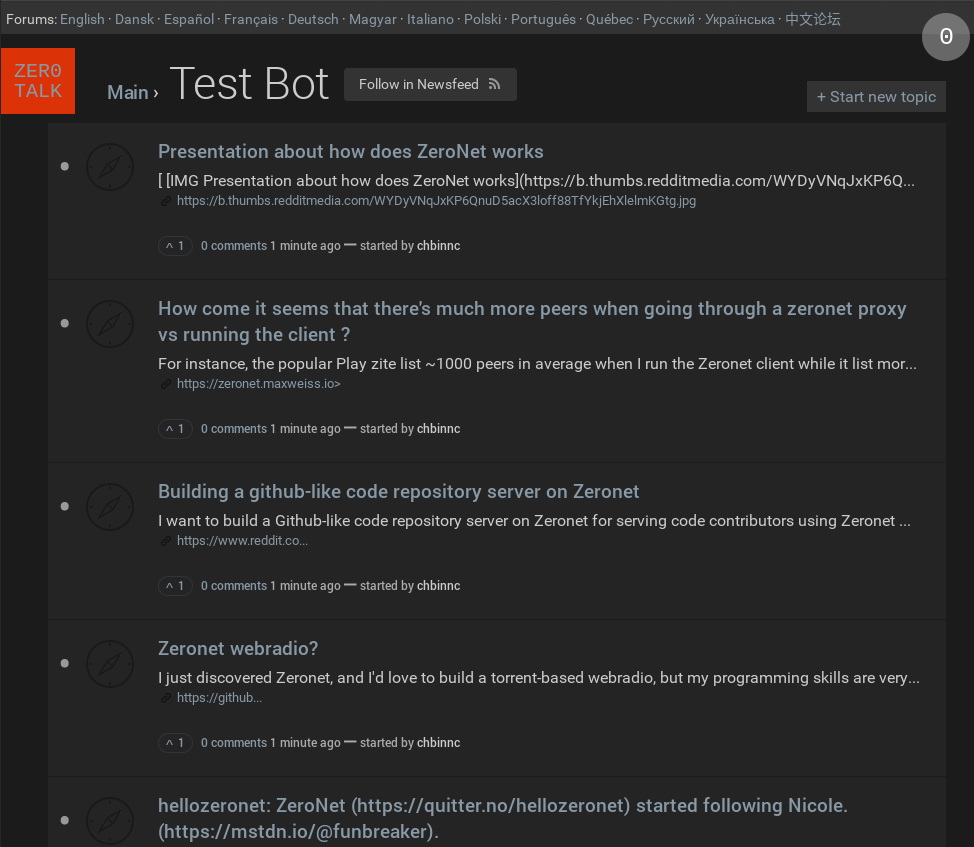 Forums: English · Dansk · Español · Français · Deutsch · Magyar · Italiano · Polski · Português · Québec · Русский · Українська · 中文论坛
0
ZER0
TALK
Main › Test Bot
Follow in Newsfeed
+ Start new topic
Presentation about how does ZeroNet works
[ [IMG Presentation about how does ZeroNet works](https://b.thumbs.redditmedia.com/WYDyVNqJxKP6Q...
https://b.thumbs.redditmedia.com/WYDyVNqJxKP6QnuD5acX3loff88TfYkjEhXlelmKGtg.jpg
^ 1 0 comments 1 minute ago ━ started by chbinnc
How come it seems that there's much more peers when going through a zeronet proxy
vs running the client ?
For instance, the popular Play zite list ~1000 peers in average when I run the Zeronet client while it list mor...
https://zeronet.maxweiss.io>
^ 1 0 comments 1 minute ago ━ started by chbinnc
Building a github-like code repository server on Zeronet
I want to build a Github-like code repository server on Zeronet for serving code contributors using Zeronet ...
https://www.reddit.co...
^ 1 0 comments 1 minute ago ━ started by chbinnc
Zeronet webradio?
I just discovered Zeronet, and I'd love to build a torrent-based webradio, but my programming skills are very...
https://github...
^ 1 0 comments 1 minute ago ━ started by chbinnc
hellozeronet: ZeroNet (https://quitter.no/hellozeronet) started following Nicole.
(https://mstdn.io/@funbreaker).